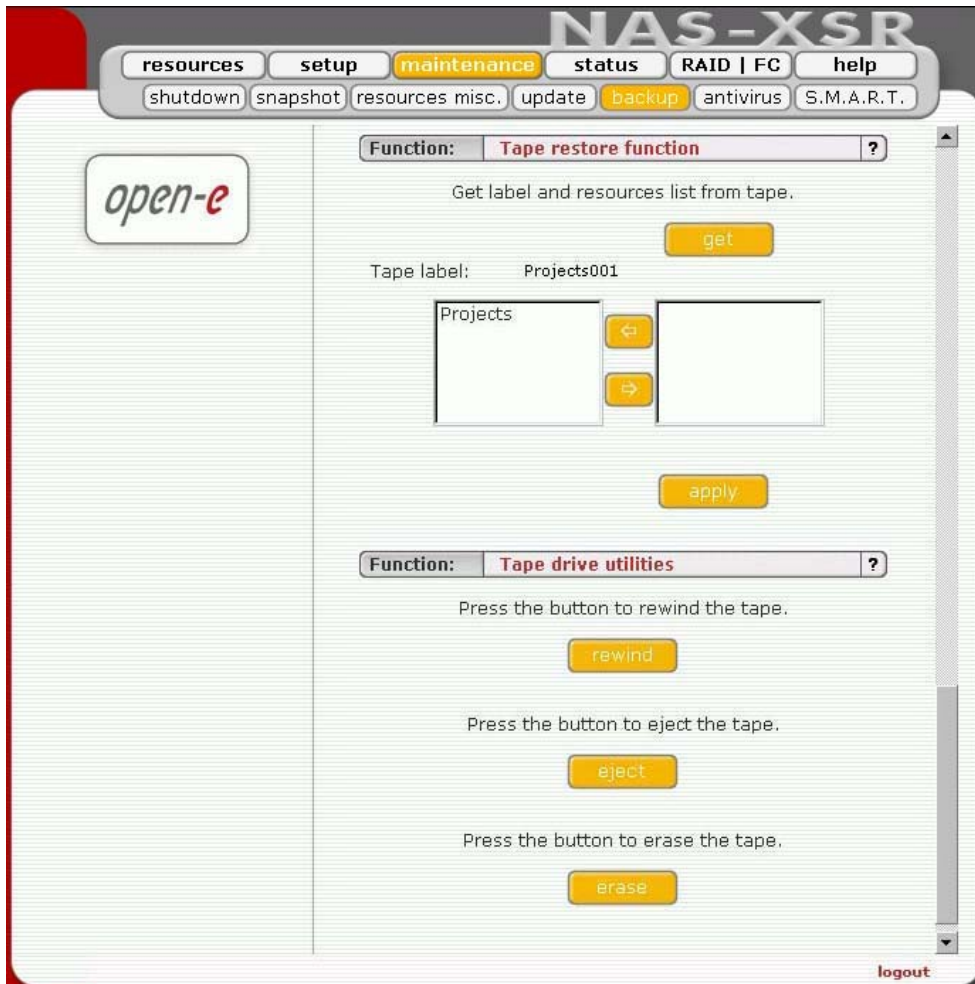 NAS-XSR
resources setup maintenance status RAID | FC help
shutdown snapshot resources misc. update backup antivirus S.M.A.R.T.
open-e
Function: Tape restore function ?
Get label and resources list from tape.
get
Tape label: Projects001
Projects
apply
Function: Tape drive utilities ?
Press the button to rewind the tape.
rewind
Press the button to eject the tape.
eject
Press the button to erase the tape.
erase
logout